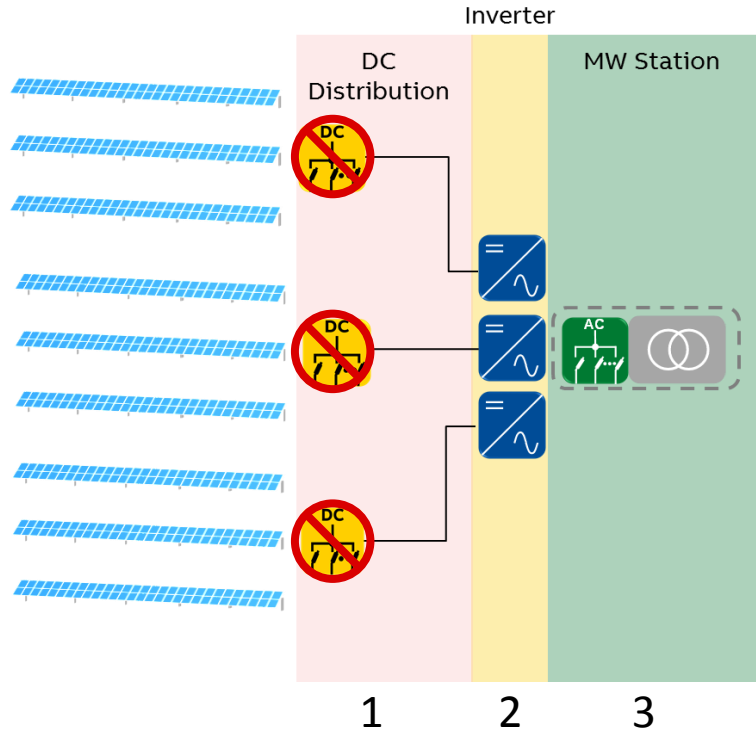 Inverter
DC
Distribution
MW Station
DC
DC
AC
DC
1
2
3